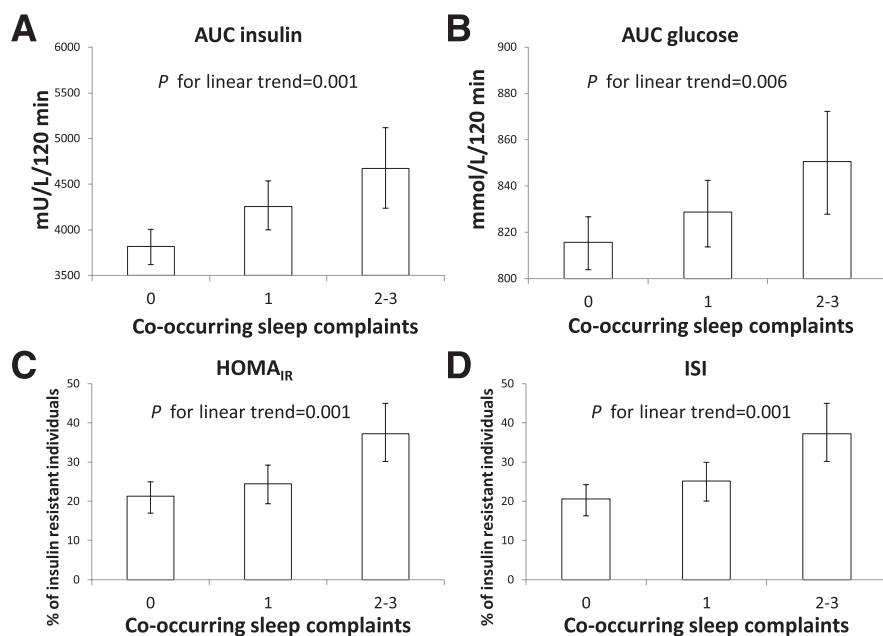 A
AUC insulin
P for linear trend=0.001
mU/L/120 min
6000
5500
5000
4500
4000
3500
0
1
2-3
Co-occurring sleep complaints
B
AUC glucose
P for linear trend=0.006
mmol/L/120 min
900
880
860
840
820
800
0
1
2-3
Co-occurring sleep complaints
C
HOMAIR
P for linear trend=0.001
% of insulin resistant individuals
50
40
30
20
10
0
0
1
2-3
Co-occurring sleep complaints
D
ISI
P for linear trend=0.001
% of insulin resistant individuals
50
40
30
20
10
0
0
1
2-3
Co-occurring sleep complaints